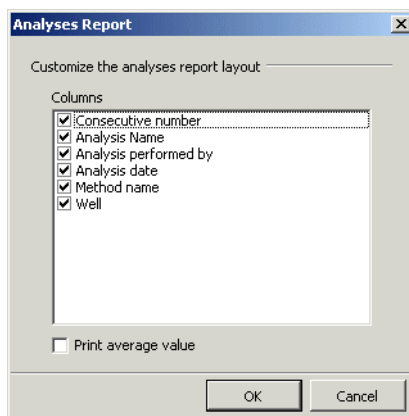 Analyses Report
Customize the analyses report layout
Columns
Consecutive number
Analysis Name
Analysis performed by
Analysis date
Method name
Well
Print average value
OK Cancel